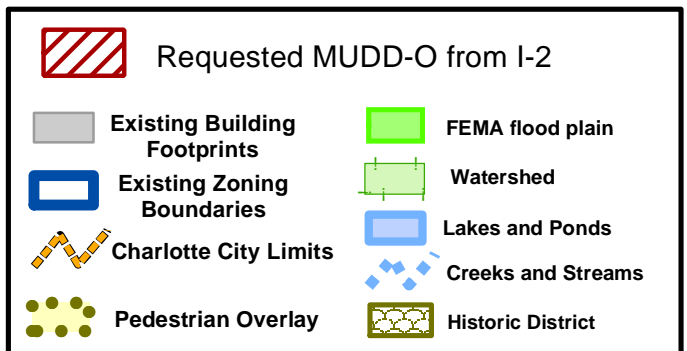 Requested MUDD-O from I-2
Existing Building
Footprints
Existing Zoning
Boundaries
Charlotte City Limits
Pedestrian Overlay
FEMA flood plain
Watershed
Lakes and Ponds
Creeks and Streams
Historic District